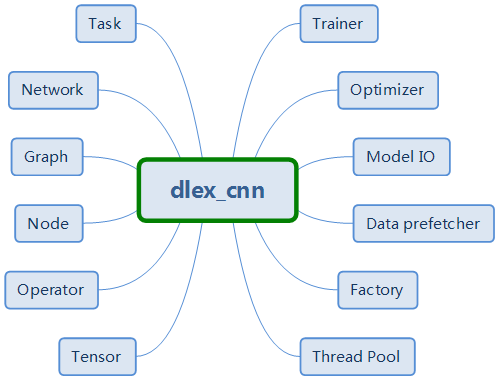 Task
Trainer
Network
Optimizer
Graph
Model IO
dlex_cnn
Node
Data prefetcher
Operator
Factory
Tensor
Thread Pool